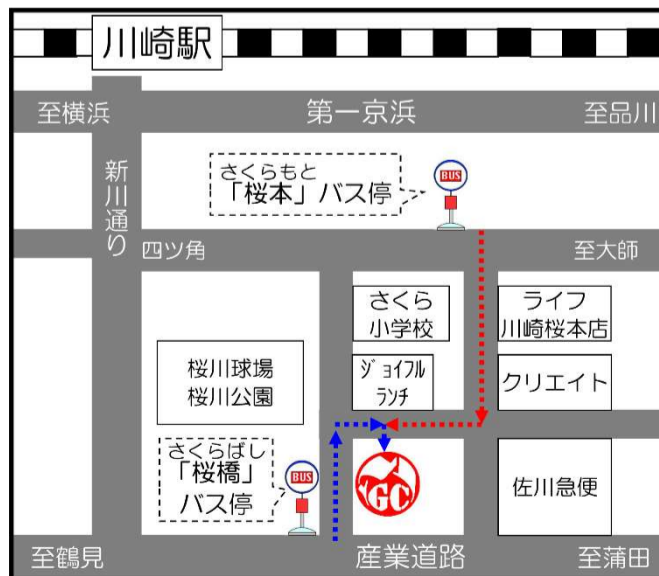 川崎駅
至横浜
第一京浜
至品川
新川通り
さくらもと
「桜本」バス停
BUS
四ツ角
至大師
さくら
小学校
ライフ
川崎桜本店
桜川球場
桜川公園
ジョイフル
ランチ
クリエイト
さくらばし
「桜橋」
バス停
BUS
GC
佐川急便
至鶴見
産業道路
至蒲田